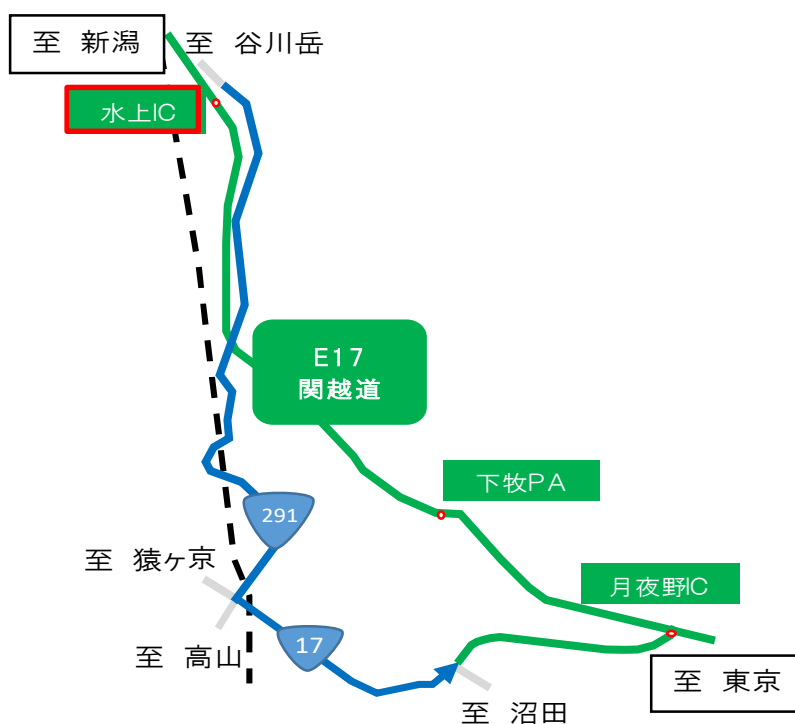 至 新潟
至 谷川岳
水上IC
E17
関越道
下牧PA
291
至 猿ヶ京
月夜野IC
17
至 高山
至 東京
至 沼田